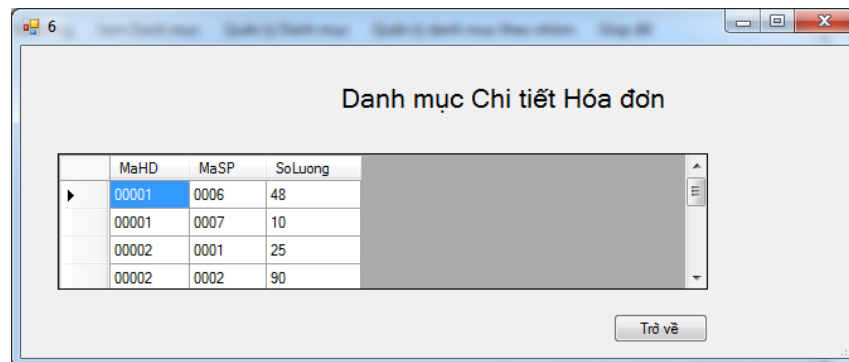 6
Danh mục Chi tiết Hóa đơn
MaHD MaSP SoLuong
00001 0006 48
00001 0007 10
00002 0001 25
00002 0002 90
Trở về